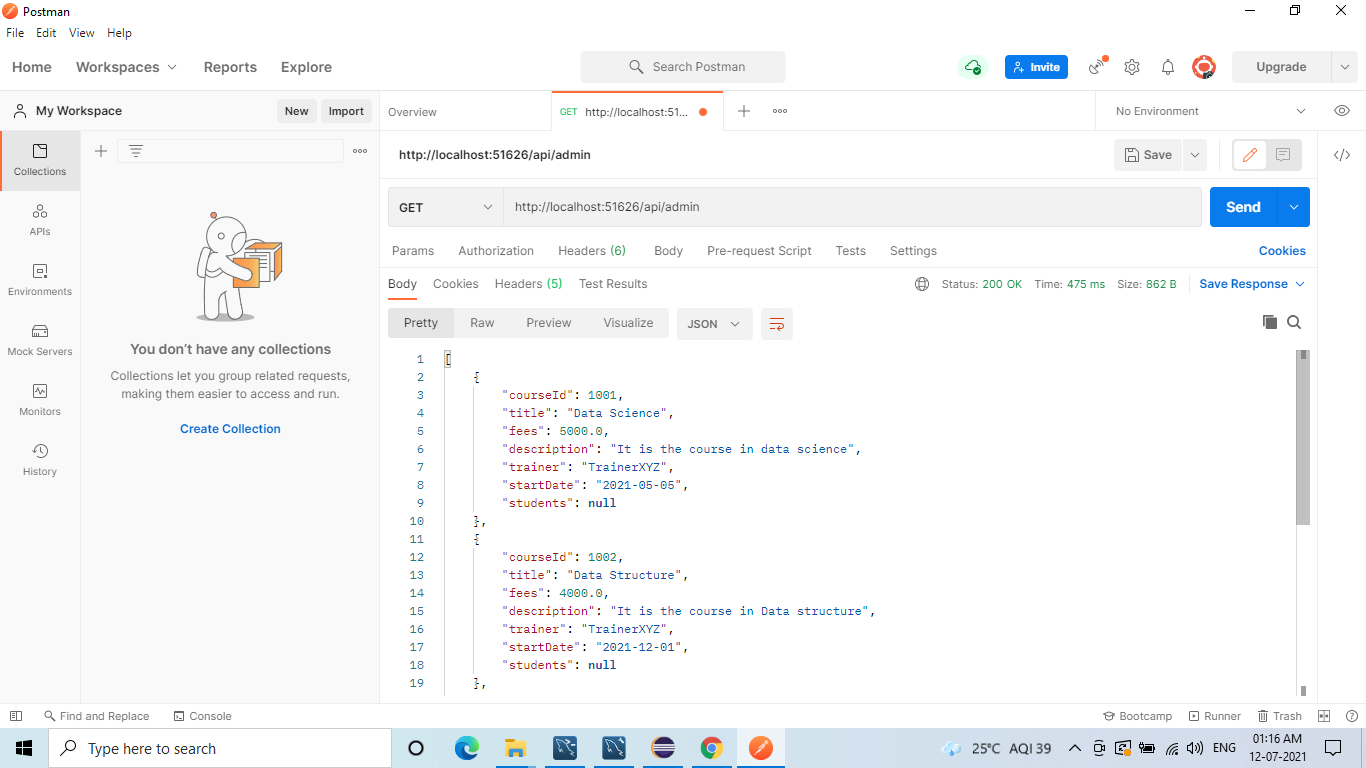 Postman
File Edit View Help
Home Workspaces Reports Explore Search Postman Invite Upgrade
My Workspace New Import Overview GET http://localhost:51... No Environment
Collections
APIs
Environments
Mock Servers
Monitors
History
You don't have any collections
Collections let you group related requests,
making them easier to access and run.
Create Collection
http://localhost:51626/api/admin Save
GET http://localhost:51626/api/admin Send
Params Authorization Headers (6) Body Pre-request Script Tests Settings Cookies
Body Cookies Headers (5) Test Results Status: 200 OK Time: 475 ms Size: 862 B Save Response
Pretty Raw Preview Visualize JSON
1 [
2 {
3 "courseId": 1001,
4 "title": "Data Science",
5 "fees": 5000.0,
6 "description": "It is the course in data science",
7 "trainer": "TrainerXYZ",
8 "startDate": "2021-05-05",
9 "students": null
10 },
11 {
12 "courseId": 1002,
13 "title": "Data Structure",
14 "fees": 4000.0,
15 "description": "It is the course in Data structure",
16 "trainer": "TrainerXYZ",
17 "startDate": "2021-12-01",
18 "students": null
19 },
Find and Replace Console Bootcamp Runner Trash
Type here to search 25°C AQI 39 ENG 01:16 AM
12-07-2021